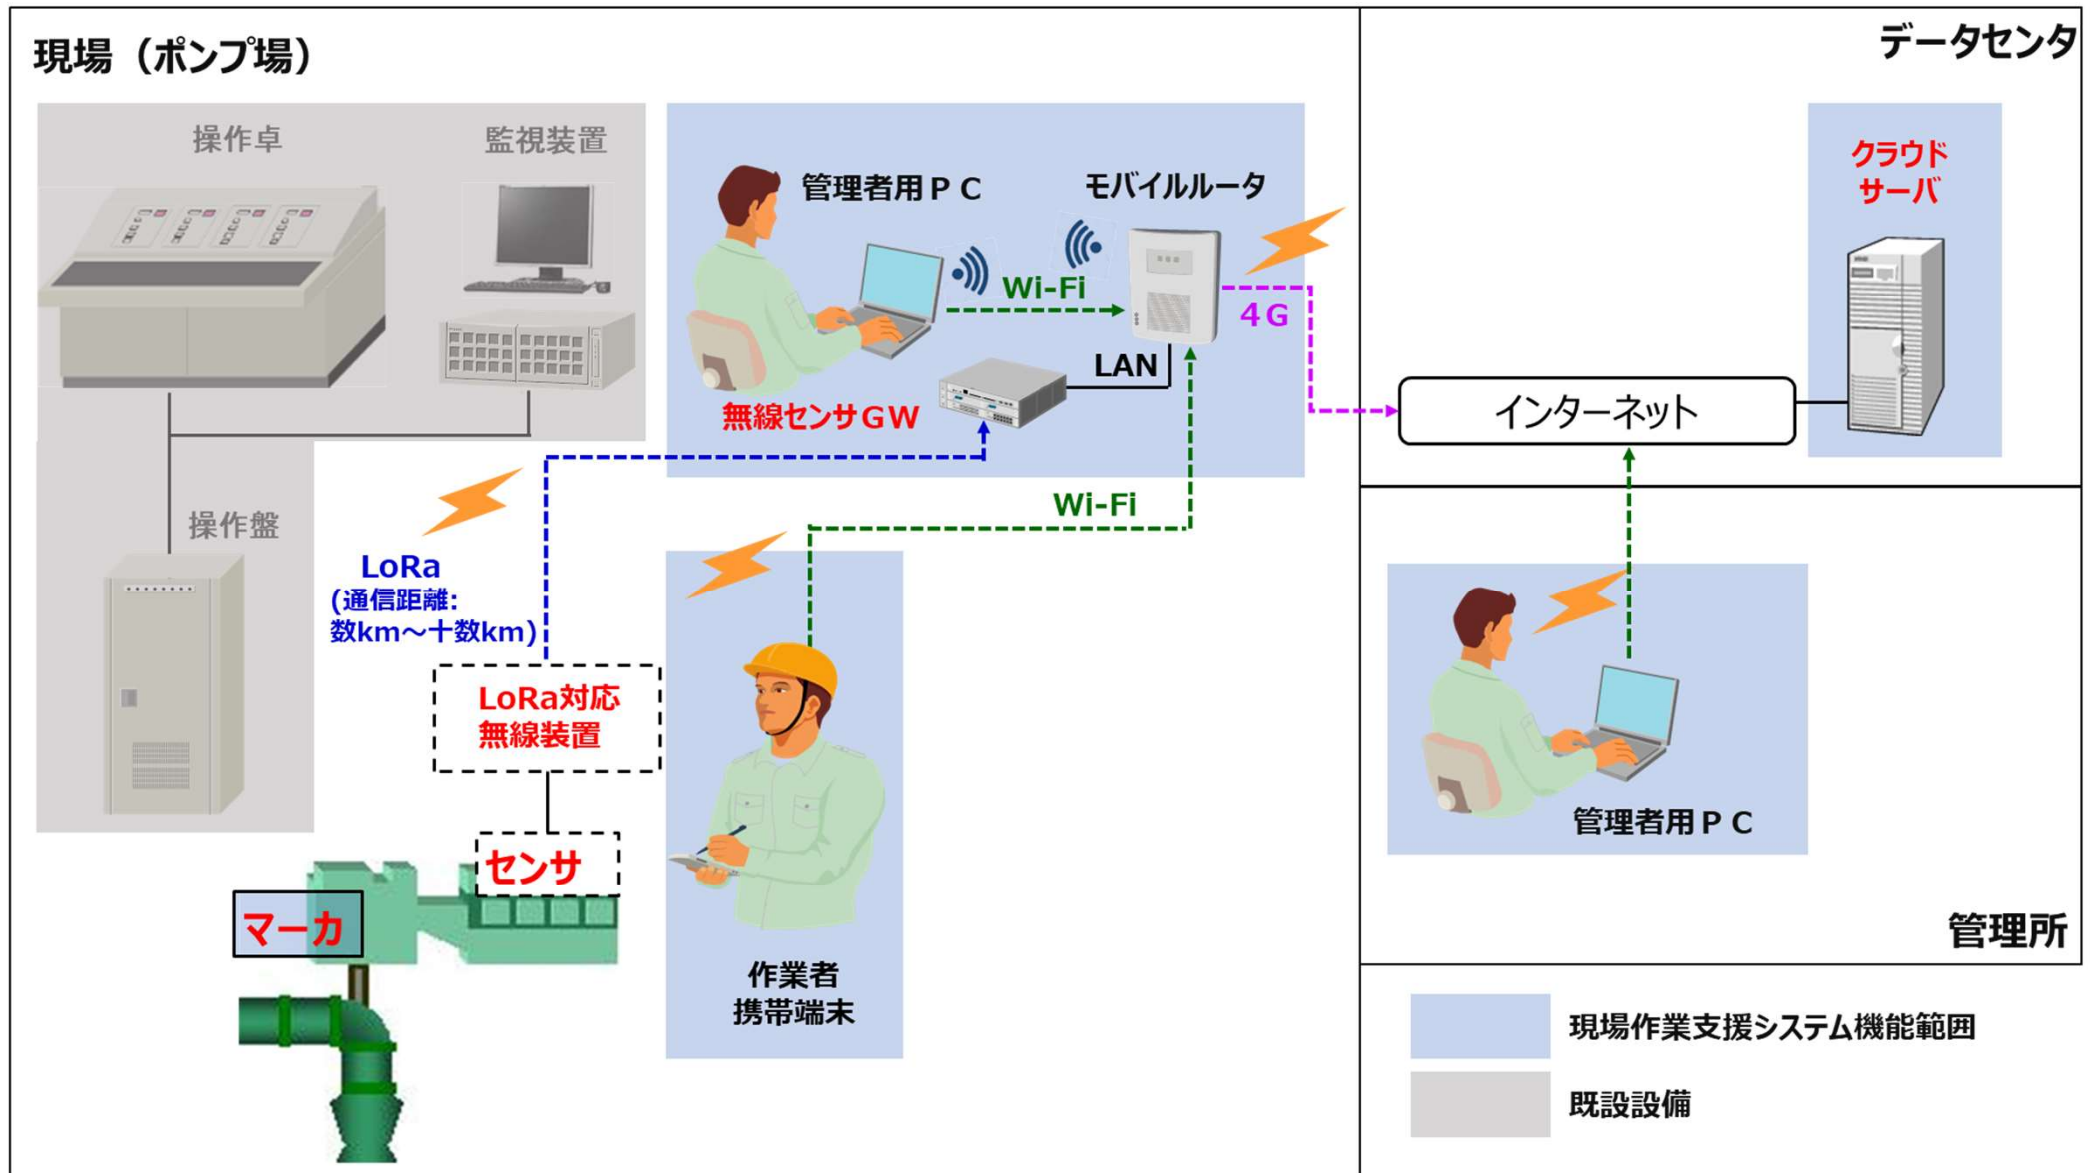 現場（ポンプ場）
データセンタ
操作卓
監視装置
操作盤
管理者用ＰＣ
モバイルルータ
Wi-Fi
４G
LAN
無線センサGW
クラウド
サーバ
インターネット
Wi-Fi
LoRa
(通信距離:
数km～十数km)
LoRa対応
無線装置
センサ
マーカ
作業者
携帯端末
管理者用ＰＣ
管理所
現場作業支援システム機能範囲
既設設備